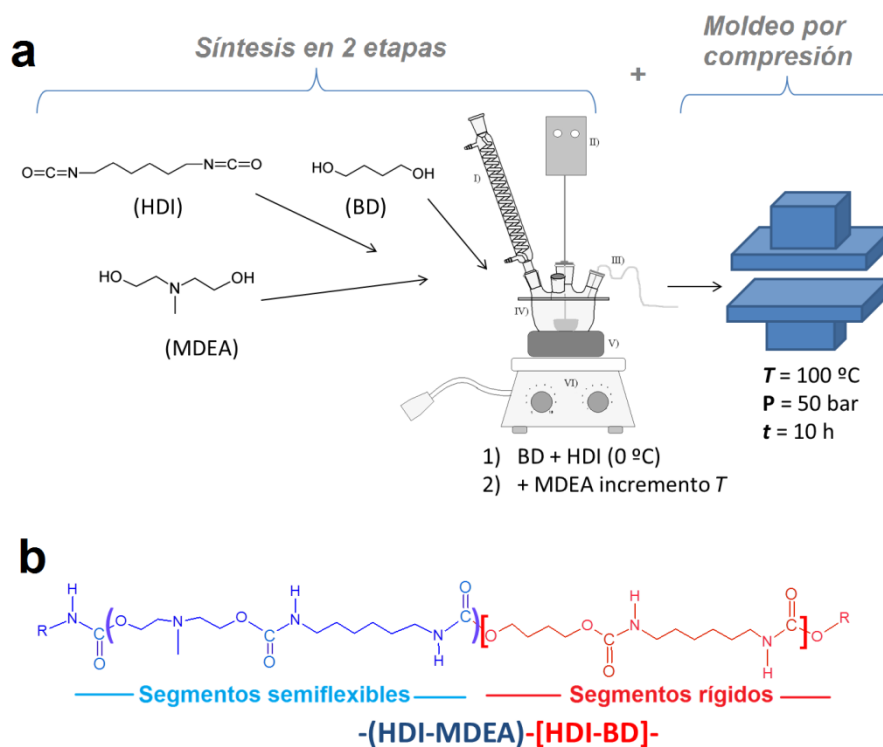 a
Síntesis en 2 etapas
+
Moldeo por
compresión
O=C=N
N=C=O
(HDI)
HO
OH
(BD)
HO
N
OH
(MDEA)
I)
II)
III)
IV)
V)
VI)
T = 100 ºC
P = 50 bar
t = 10 h
1) BD + HDI (0 ºC)
2) + MDEA incremento T
b
R
N
H
C
O
O
N
O
C
O
H
N
N
H
O
C
O
O
C
O
H
N
N
H
O
C
O
R
Segmentos semiflexibles
Segmentos rígidos
-(HDI-MDEA)-[HDI-BD]-